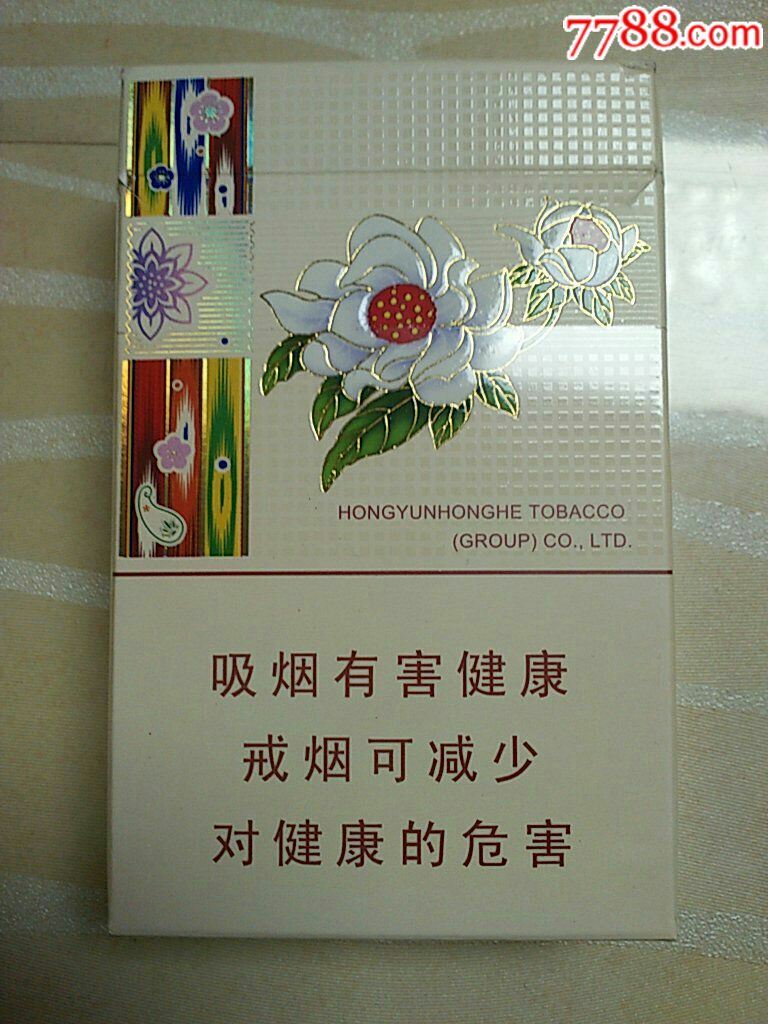 7788.com
HONGYUNHONGHE TOBACCO
(GROUP) CO., LTD.
吸烟有害健康
戒烟可减少
对健康的危害